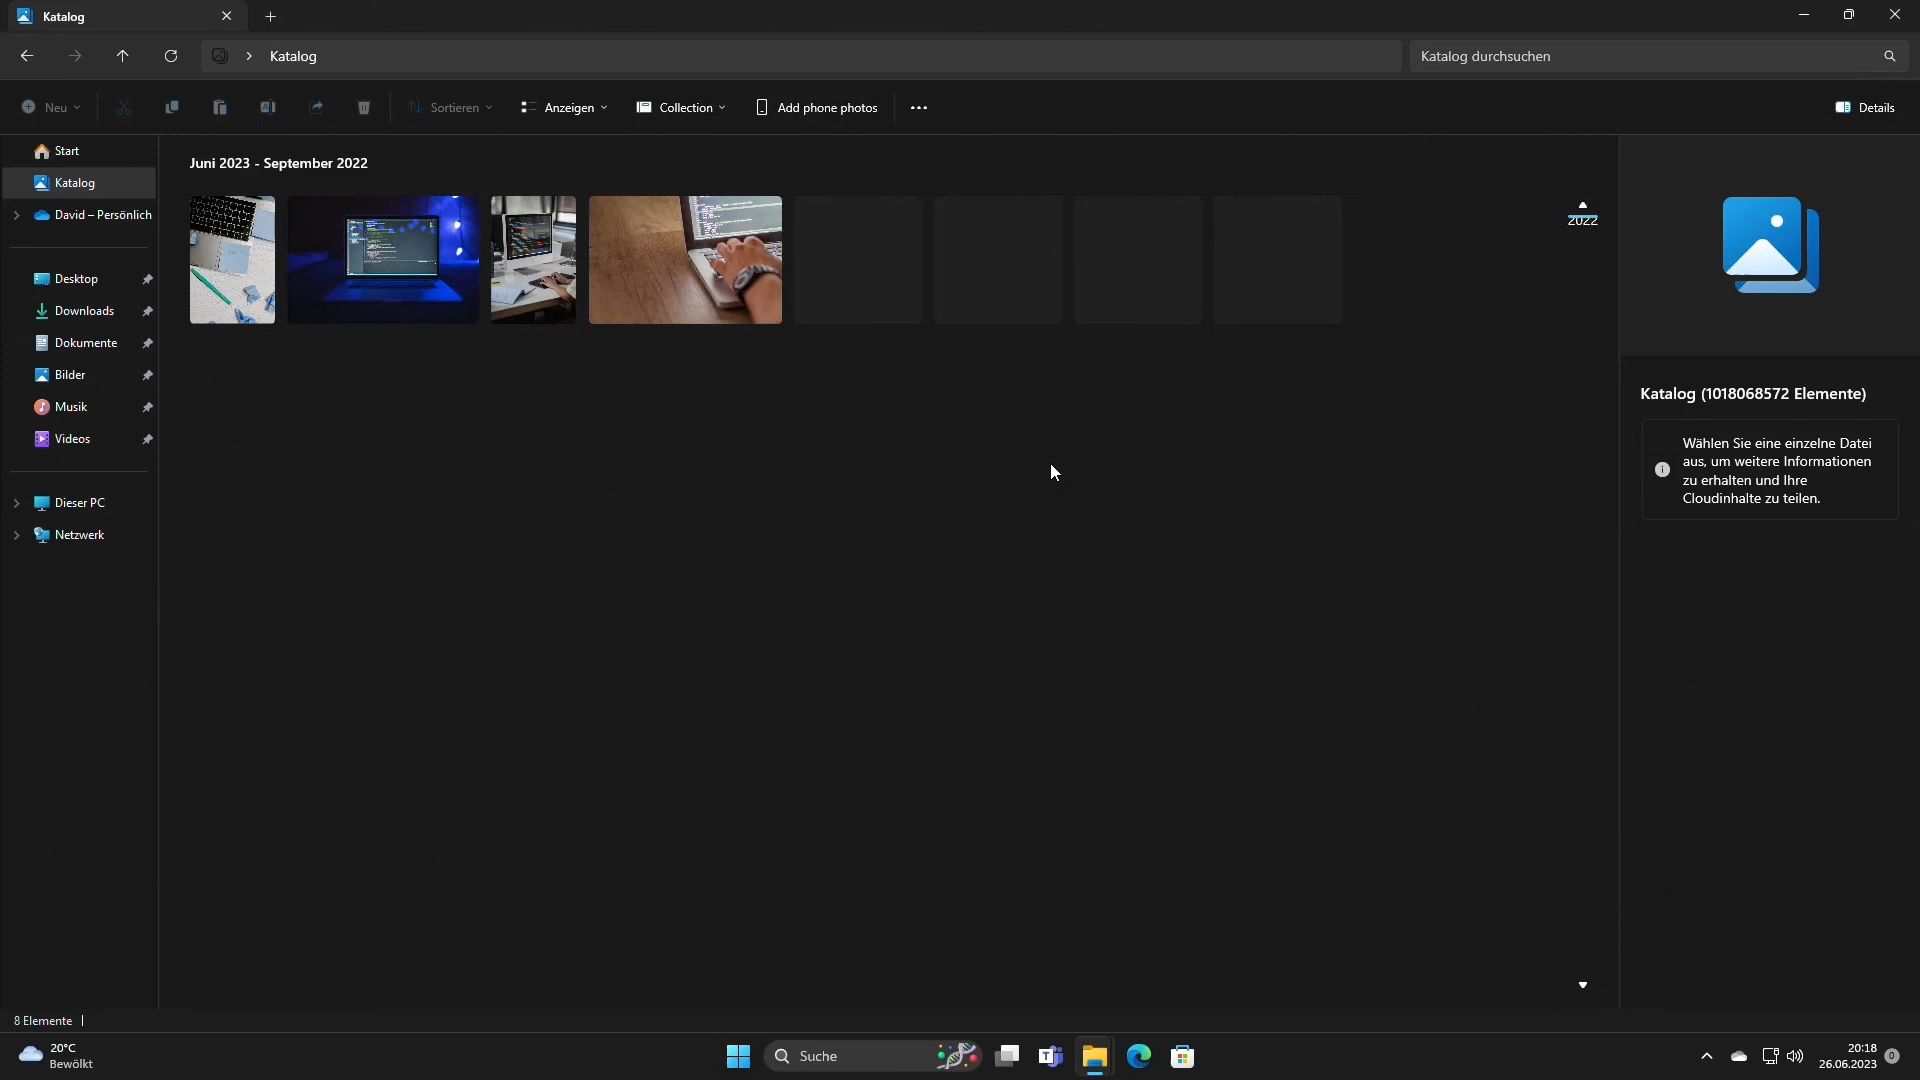 Katalog
Katalog
Katalog durchsuchen
Neu
Sortieren
Anzeigen
Collection
Add phone photos
Details
Start
Katalog
David – Persönlich
Desktop
Downloads
Dokumente
Bilder
Musik
Videos
Dieser PC
Netzwerk
Juni 2023 - September 2022
2022
Katalog (1018068572 Elemente)
Wählen Sie eine einzelne Datei
aus, um weitere Informationen
zu erhalten und Ihre
Cloudinhalte zu teilen.
8 Elemente
20°C
Bewölkt
Suche
20:18
26.06.2023
0